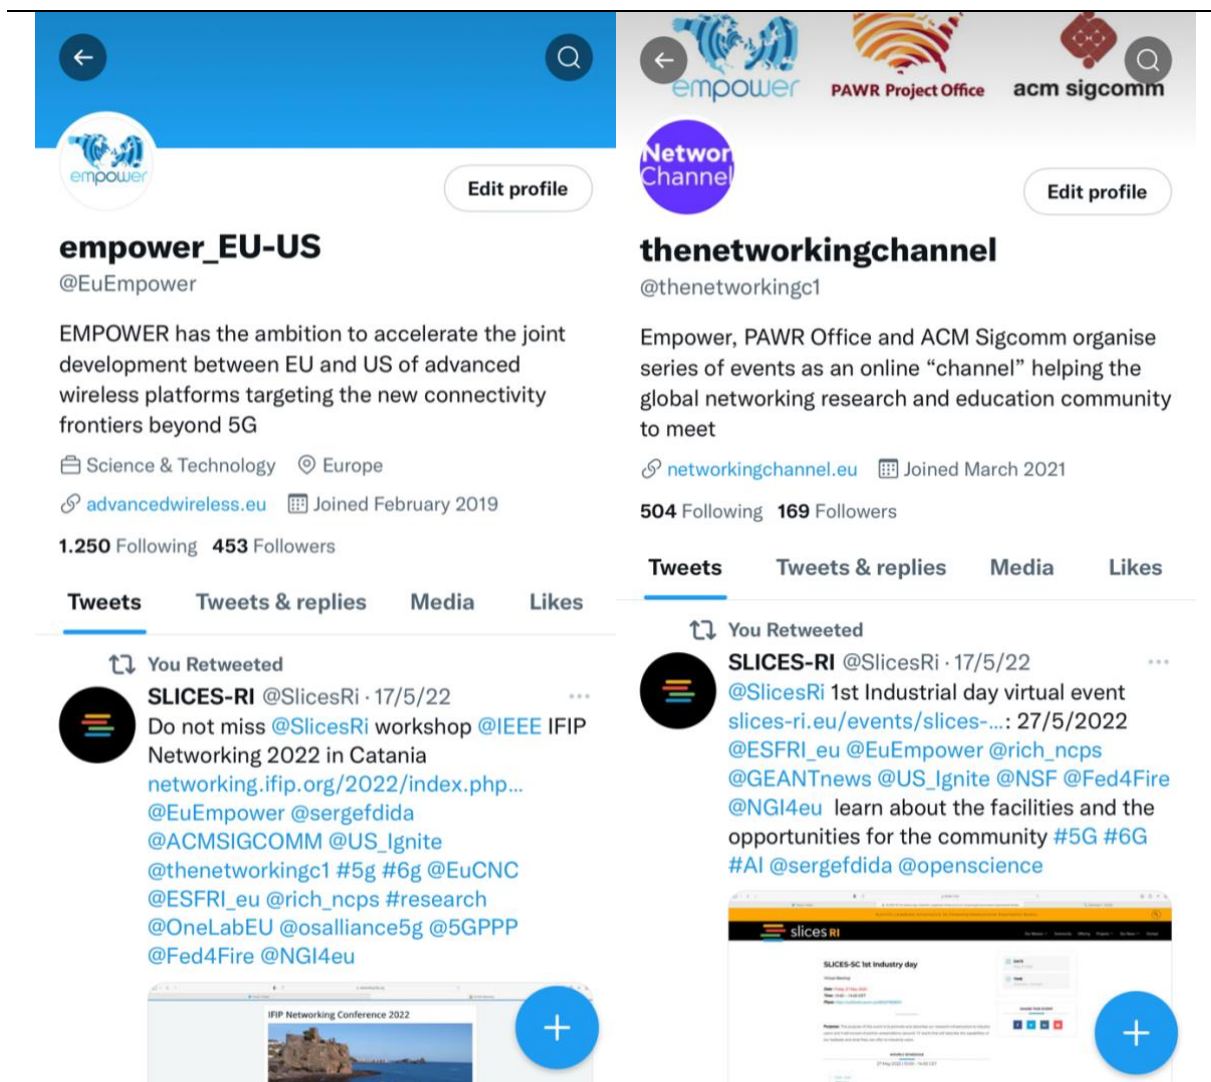 empower
Edit profile
empower_EU-US
@EuEmpower
EMPOWER has the ambition to accelerate the joint
development between EU and US of advanced
wireless platforms targeting the new connectivity
frontiers beyond 5G
Science & Technology Europe
advancedwireless.eu Joined February 2019
1.250 Following 453 Followers
Tweets Tweets & replies Media Likes
You Retweeted
SLICES-RI @SlicesRi · 17/5/22
Do not miss @SlicesRi workshop @IEEE IFIP
Networking 2022 in Catania
networking.ifip.org/2022/index.php...
@EuEmpower @sergefdida
@ACMSIGCOMM @US_Ignite
@thenetworkingc1 #5g #6g @EuCNC
@ESFRI_eu @rich_ncps #research
@OneLabEU @osalliance5g @5GPPP
@Fed4Fire @NGI4eu
IFIP Networking Conference 2022
empower PAWR Project Office acm sigcomm
Networ
Channel
Edit profile
thenetworkingchannel
@thenetworkingc1
Empower, PAWR Office and ACM Sigcomm organise
series of events as an online “channel” helping the
global networking research and education community
to meet
networkingchannel.eu Joined March 2021
504 Following 169 Followers
Tweets Tweets & replies Media Likes
You Retweeted
SLICES-RI @SlicesRi · 17/5/22
@SlicesRi 1st Industrial day virtual event
slices-ri.eu/events/slices-...: 27/5/2022
@ESFRI_eu @EuEmpower @rich_ncps
@GEANTnews @US_Ignite @NSF @Fed4Fire
@NGI4eu learn about the facilities and the
opportunities for the community #5G #6G
#AI @sergefdida @openscience
slices RI
SLICES-SC 1st Industry day